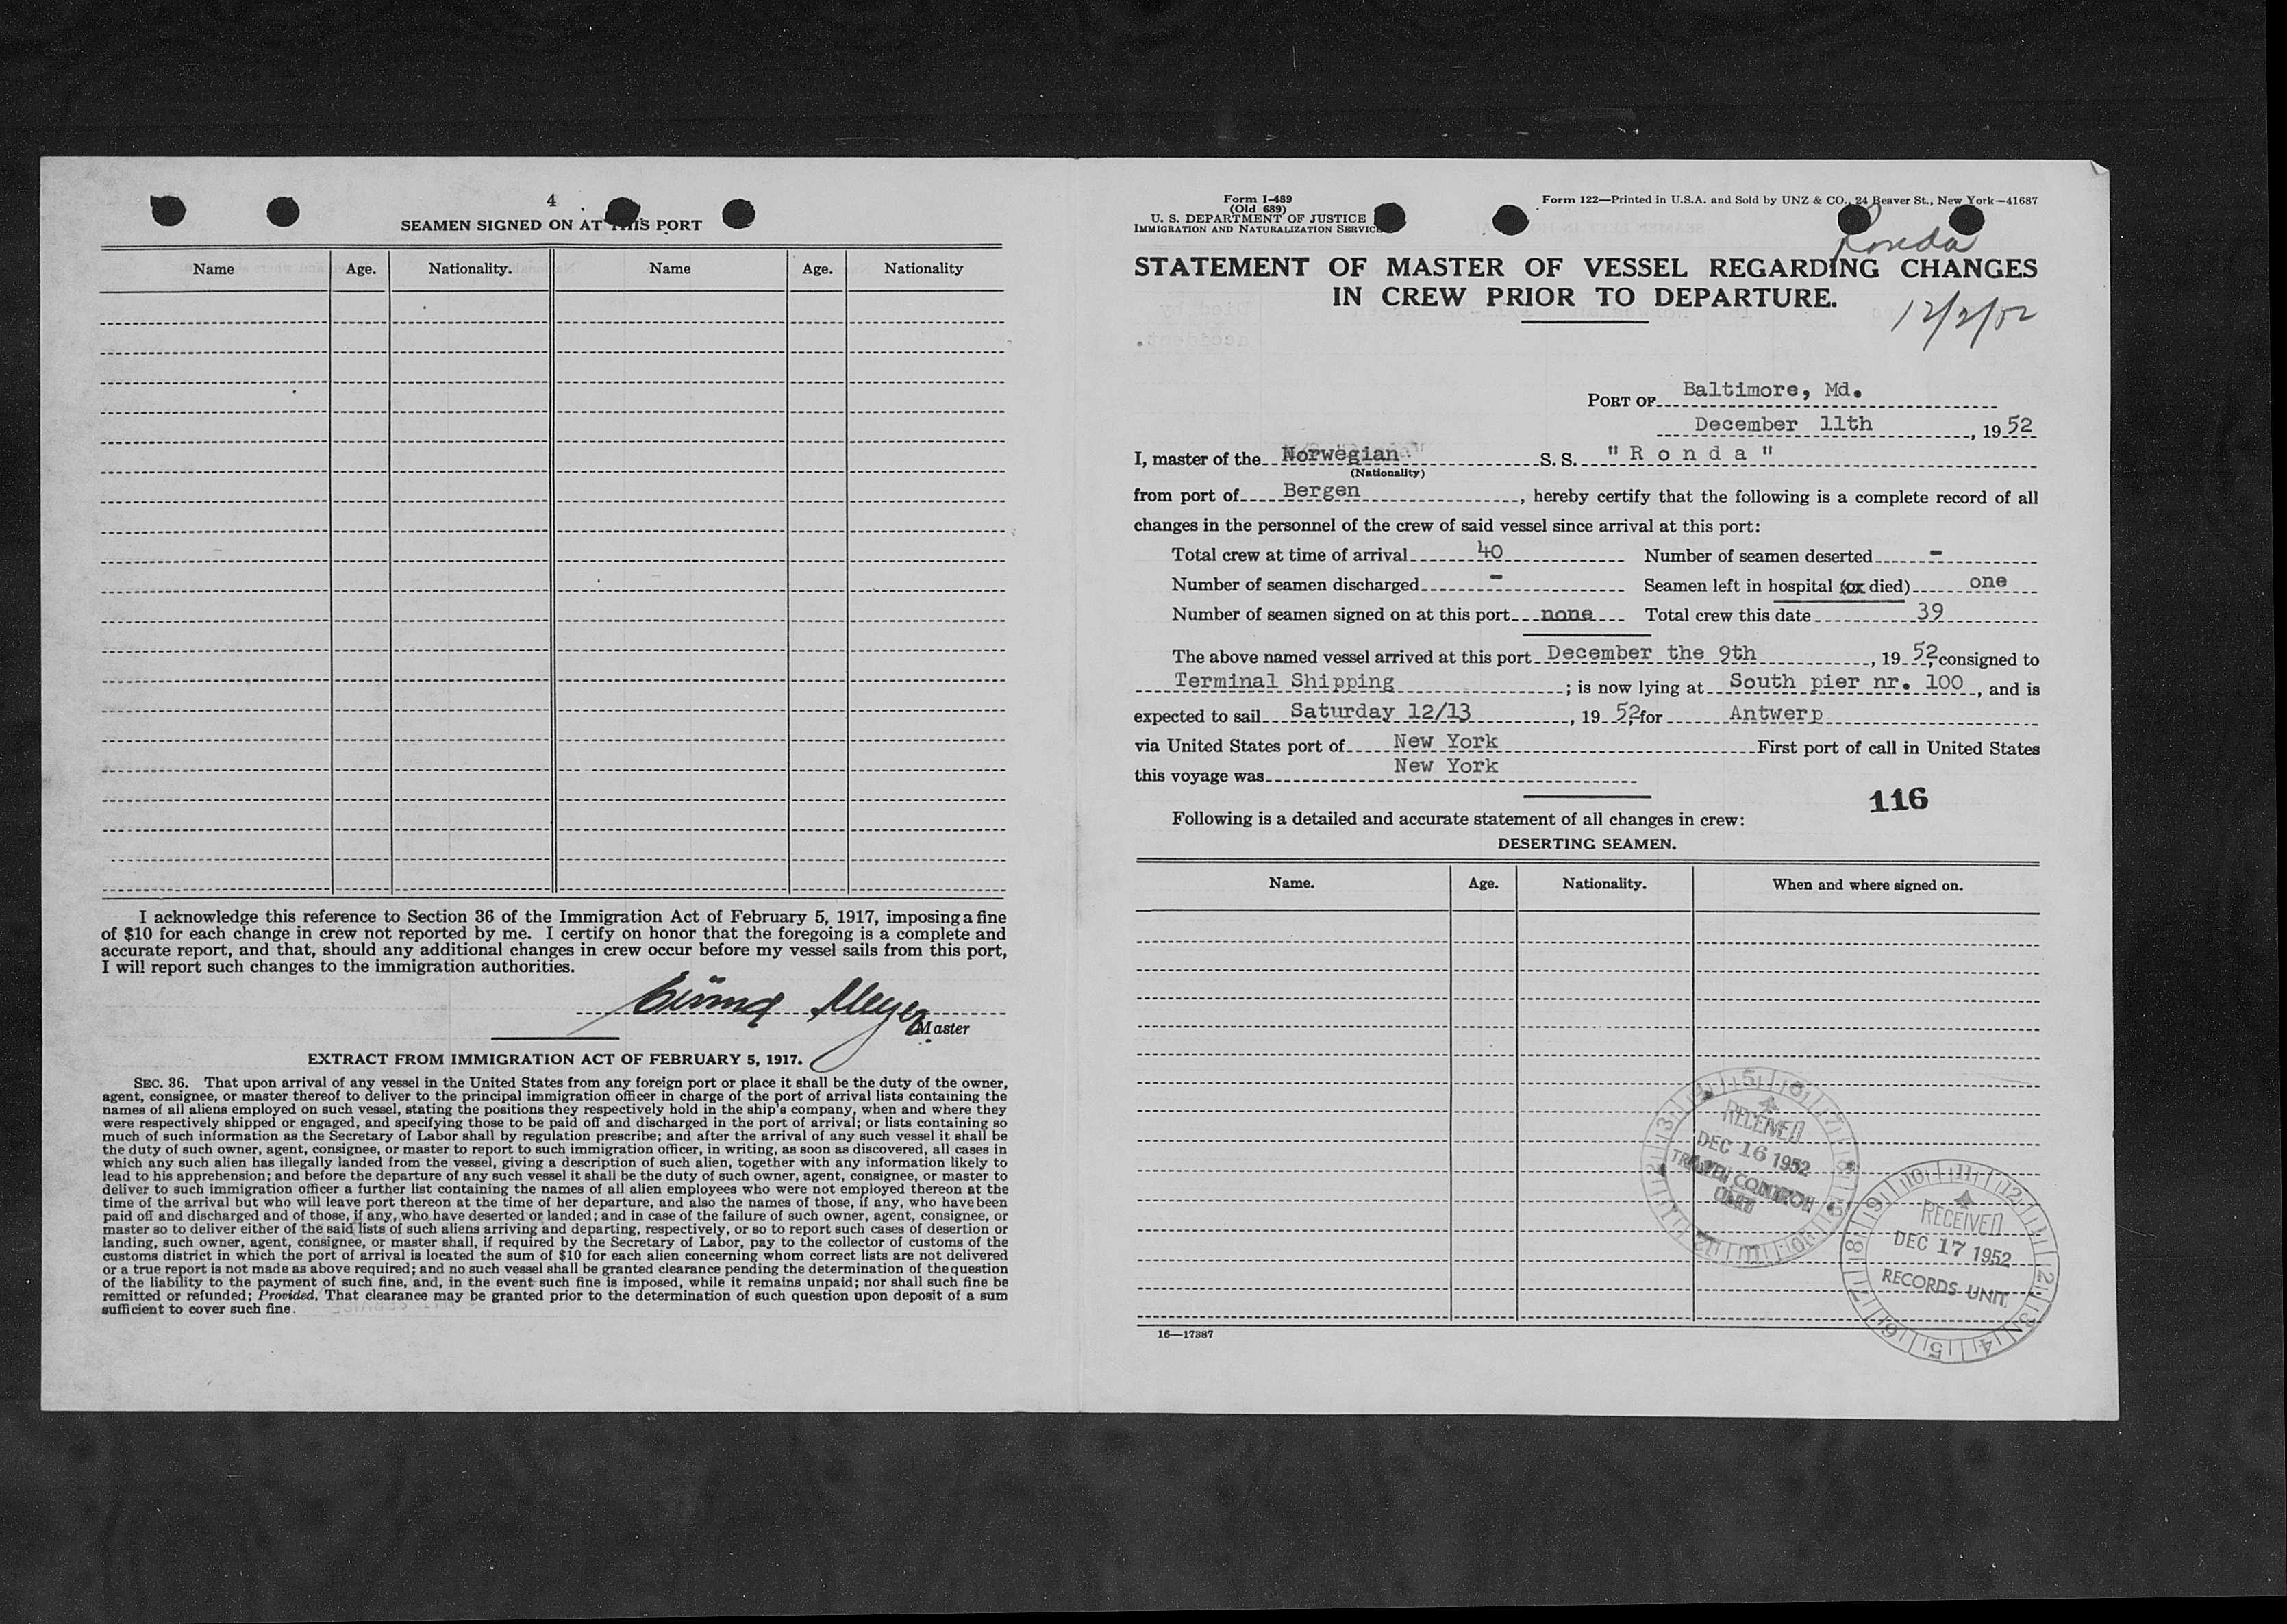 4
SEAMEN SIGNED ON AT THIS PORT
Name Age. Nationality. Name Age. Nationality
I acknowledge this reference to Section 36 of the Immigration Act of February 5, 1917, imposing a fine
of $10 for each change in crew not reported by me. I certify on honor that the foregoing is a complete and
accurate report, and that, should any additional changes in crew occur before my vessel sails from this port,
I will report such changes to the immigration authorities.
Meyer
Master
EXTRACT FROM IMMIGRATION ACT OF FEBRUARY 5, 1917.
SEC. 36. That upon arrival of any vessel in the United States from any foreign port or place it shall be the duty of the owner,
agent, consignee, or master thereof to deliver to the principal immigration officer in charge of the port of arrival lists containing the
names of all aliens employed on such vessel, stating the positions they respectively hold in the ship's company, when and where they
were respectively shipped or engaged, and specifying those to be paid off and discharged in the port of arrival; or lists containing so
much of such information as the Secretary of Labor shall by regulation prescribe; and after the arrival of any such vessel it shall be
the duty of such owner, agent, consignee, or master to report to such immigration officer, in writing, as soon as discovered, all cases in
which any such alien has illegally landed from the vessel, giving a description of such alien, together with any information likely to
lead to his apprehension; and before the departure of any such vessel it shall be the duty of such owner, agent, consignee, or master to
deliver to such immigration officer a further list containing the names of all alien employees who were not employed thereon at the
time of the arrival but who will leave port thereon at the time of her departure, and also the names of those, if any, who have been
paid off and discharged and of those, if any, who have deserted or landed; and in case of the failure of such owner, agent, consignee, or
master so to deliver either of the said lists of such aliens arriving and departing, respectively, or so to report such cases of desertion or
landing, such owner, agent, consignee, or master shall, if required by the Secretary of Labor, pay to the collector of customs of the
customs district in which the port of arrival is located the sum of $10 for each alien concerning whom correct lists are not delivered
or a true report is not made as above required; and no such vessel shall be granted clearance pending the determination of the question
of the liability to the payment of such fine, and, in the event such fine is imposed, while it remains unpaid; nor shall such fine be
remitted or refunded; Provided, That clearance may be granted prior to the determination of such question upon deposit of a sum
sufficient to cover such fine.
Form I-489
(Old 689)
U. S. DEPARTMENT OF JUSTICE
IMMIGRATION AND NATURALIZATION SERVICE
Form 122—Printed in U.S.A. and Sold by UNZ & CO., 24 Beaver St., New York—41687
Ronda
STATEMENT OF MASTER OF VESSEL REGARDING CHANGES
IN CREW PRIOR TO DEPARTURE.
12/2/52
PORT OF Baltimore, Md.
December 11th, 1952
I, master of the Norwegian S. S. " R o n d a "
(Nationality)
from port of Bergen, hereby certify that the following is a complete record of all
changes in the personnel of the crew of said vessel since arrival at this port:
Total crew at time of arrival 40 Number of seamen deserted -
Number of seamen discharged - Seamen left in hospital (or died) one
Number of seamen signed on at this port none Total crew this date 39
The above named vessel arrived at this port December the 9th, 19 52, consigned to
Terminal Shipping; is now lying at South pier nr. 100, and is
expected to sail Saturday 12/13, 19 52, for Antwerp
via United States port of New York First port of call in United States
this voyage was New York
116
Following is a detailed and accurate statement of all changes in crew:
DESERTING SEAMEN.
Name. Age. Nationality. When and where signed on.
RECEIVED
DEC 16 1952
CONTROL
UNIT
RECEIVED
DEC 17 1952
RECORDS UNIT
16—17387